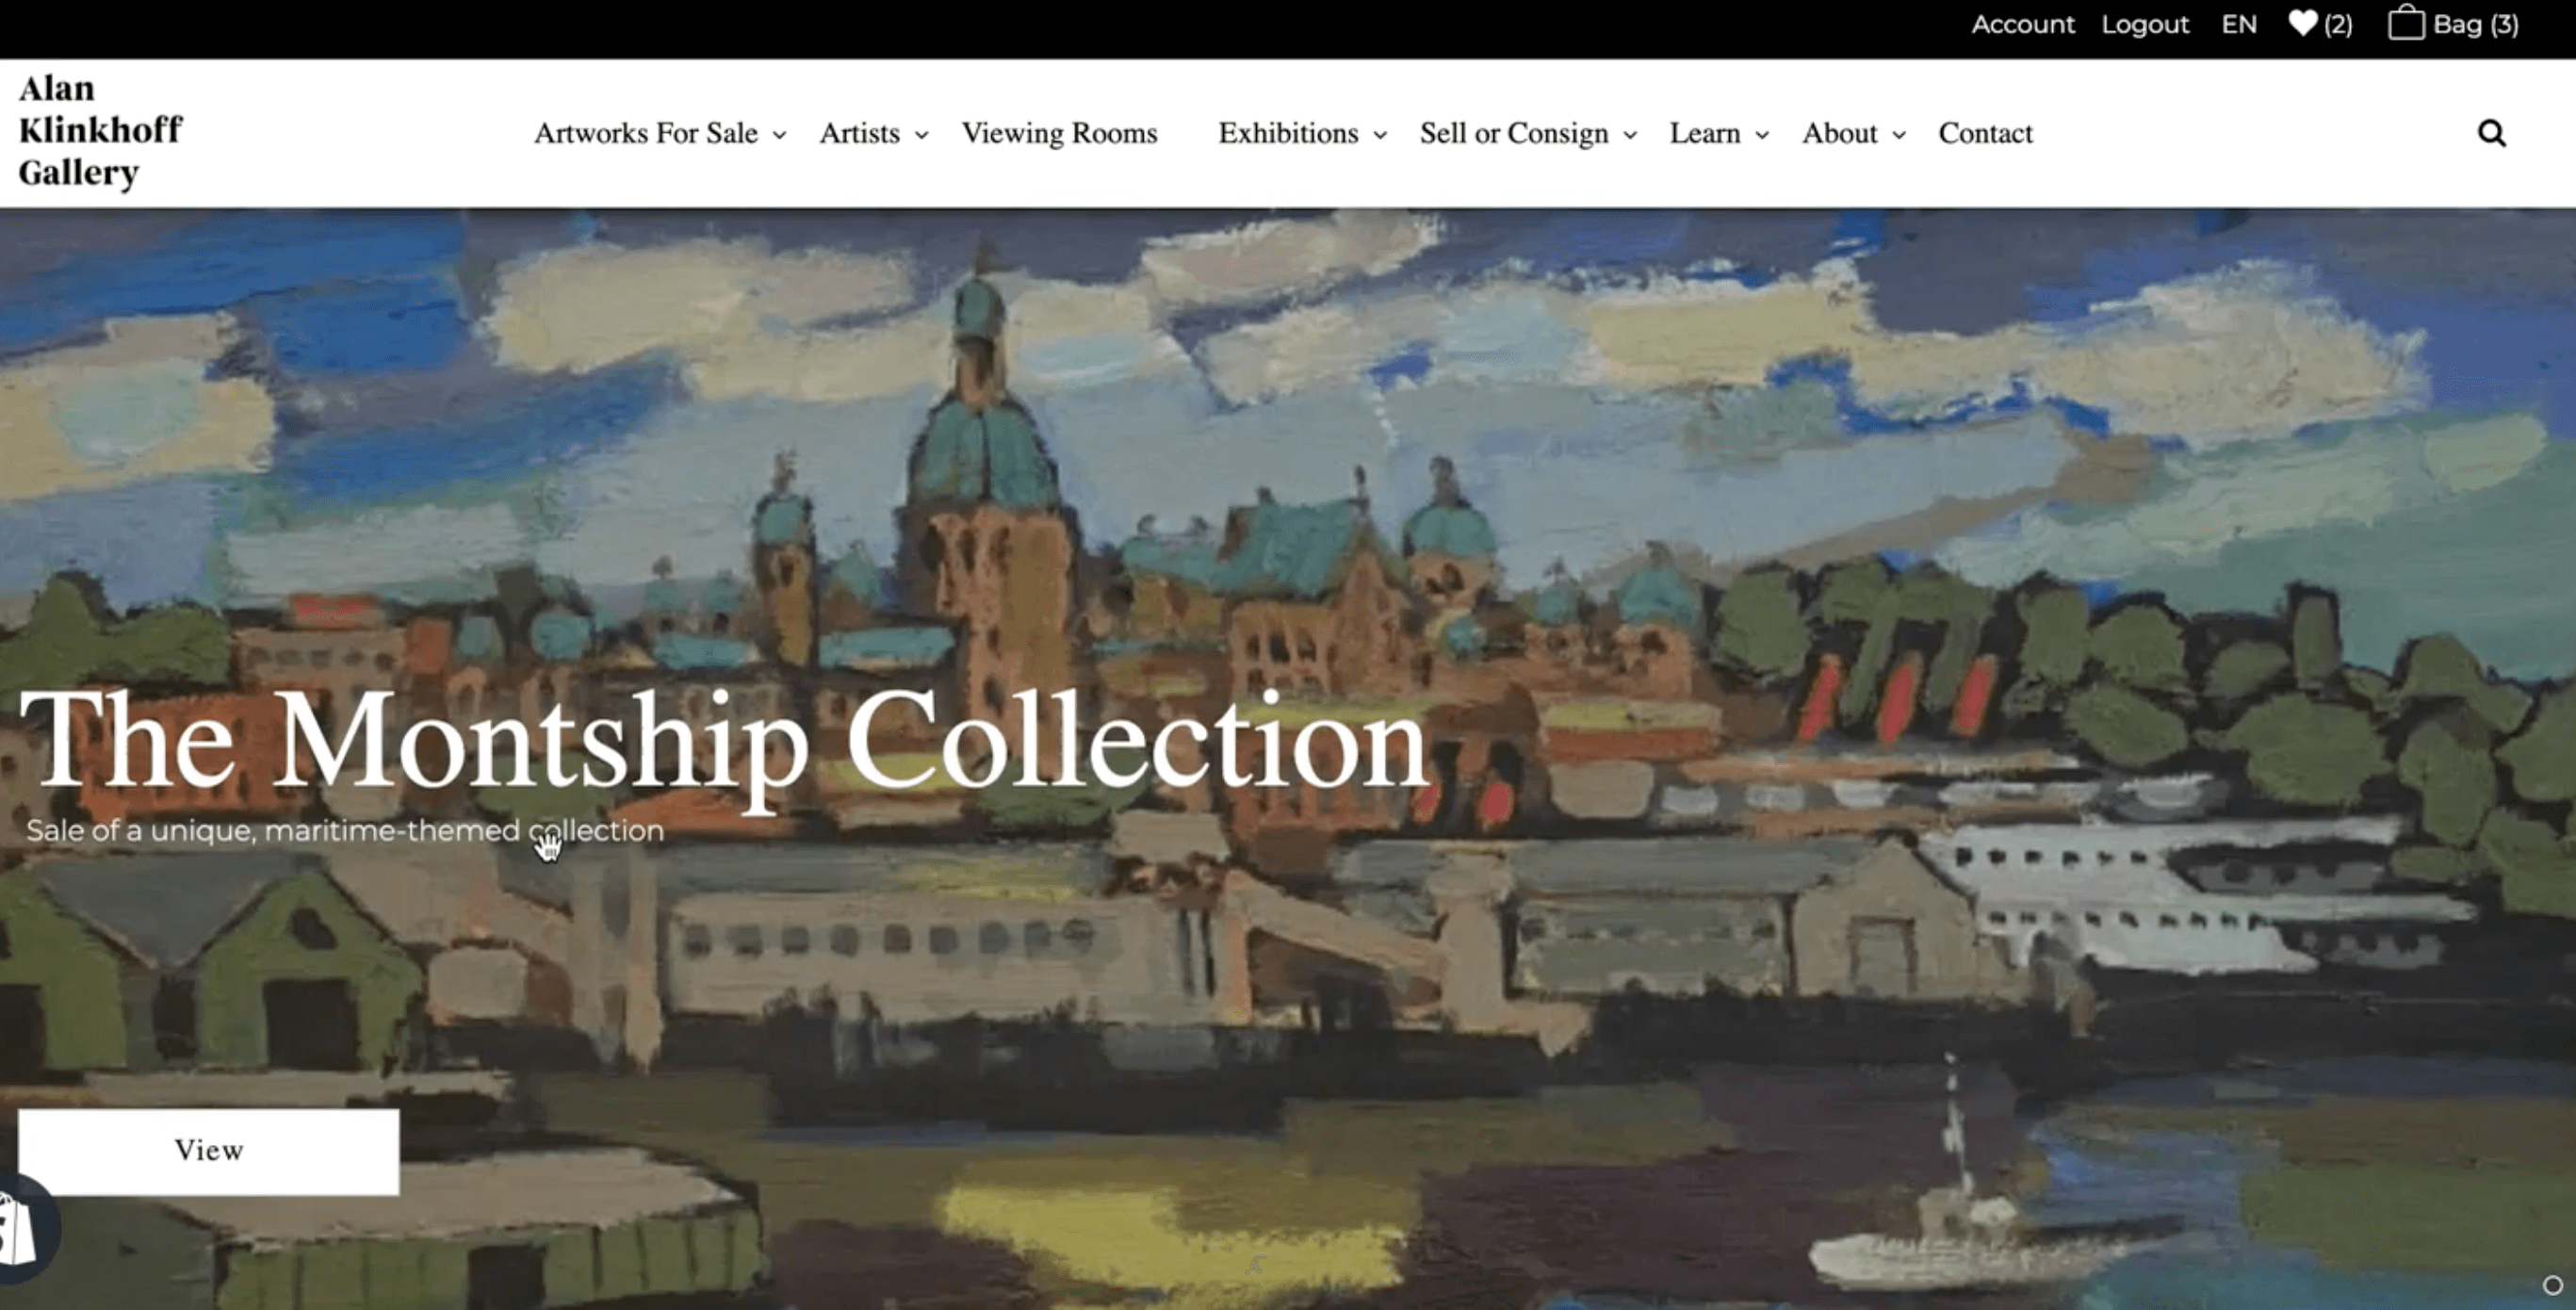 Account Logout EN (2) Bag (3)
Alan
Klinkhoff
Gallery
Artworks For Sale Artists Viewing Rooms Exhibitions Sell or Consign Learn About Contact
The Montship Collection
Sale of a unique, maritime-themed collection
View